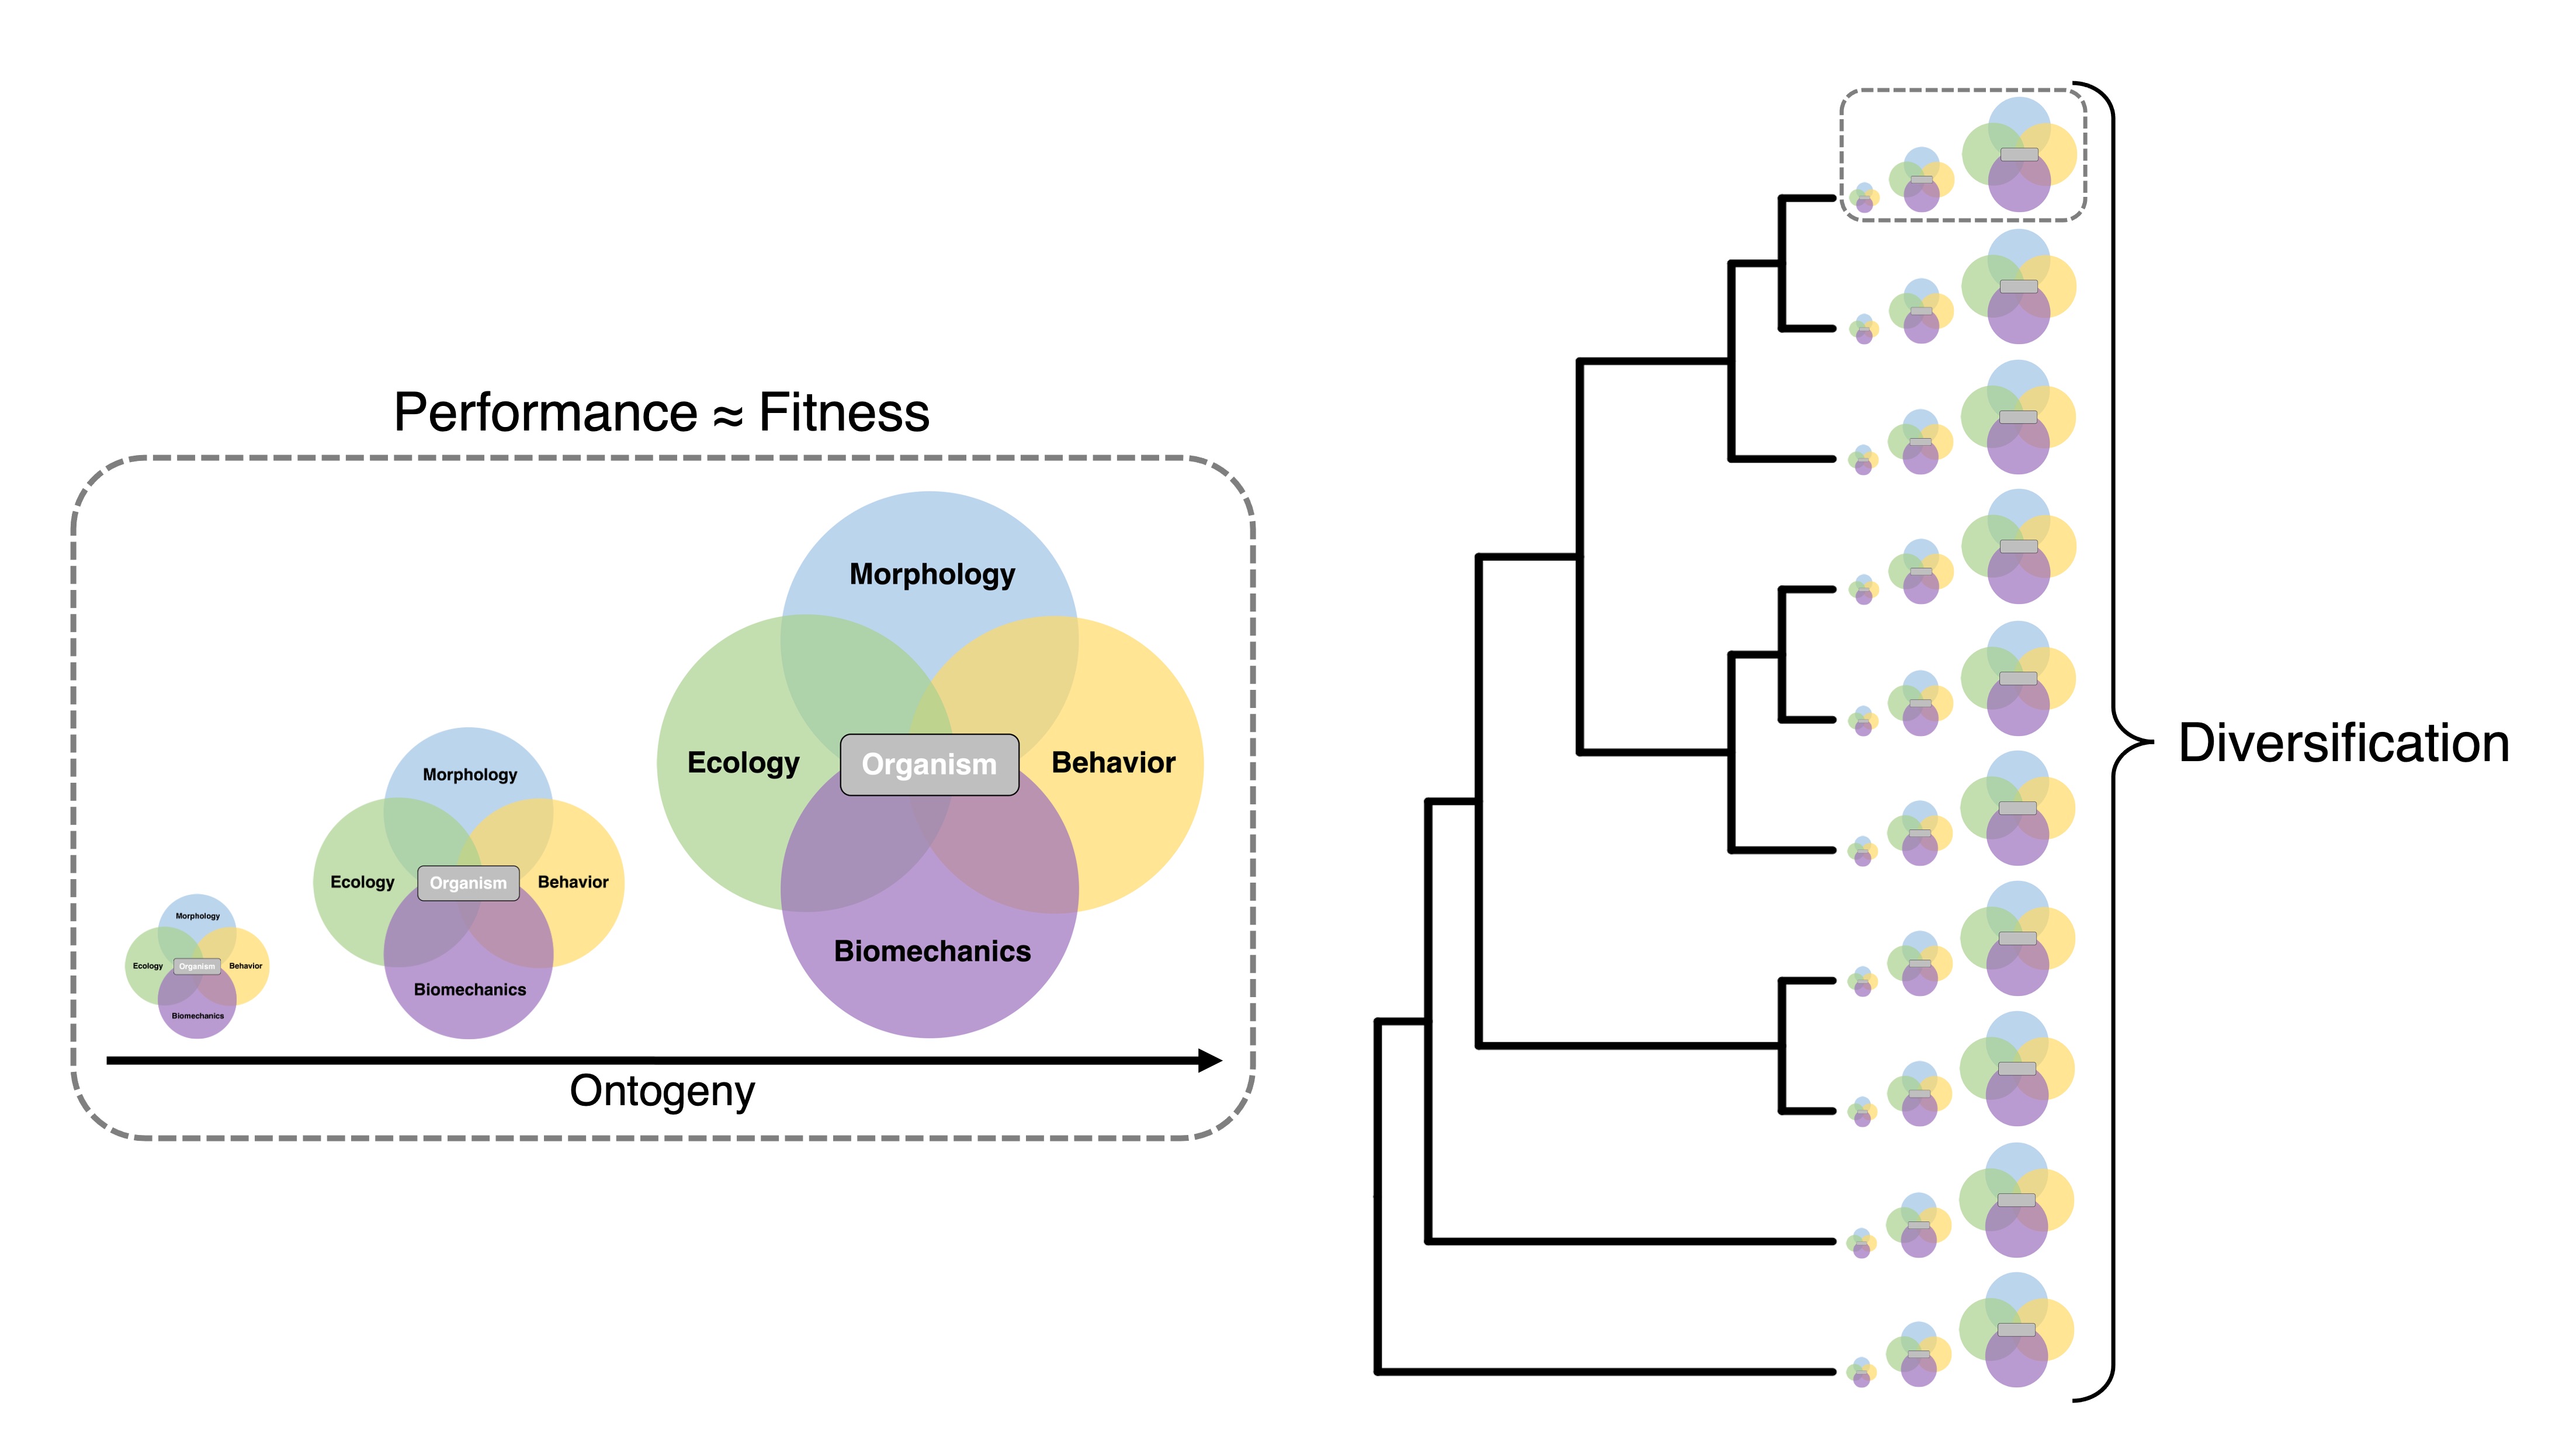 Performance ≈ Fitness
Morphology
Ecology
Organism
Behavior
Biomechanics
Morphology
Ecology
Organism
Behavior
Biomechanics
Morphology
Ecology
Organism
Behavior
Biomechanics
Ontogeny
Diversification